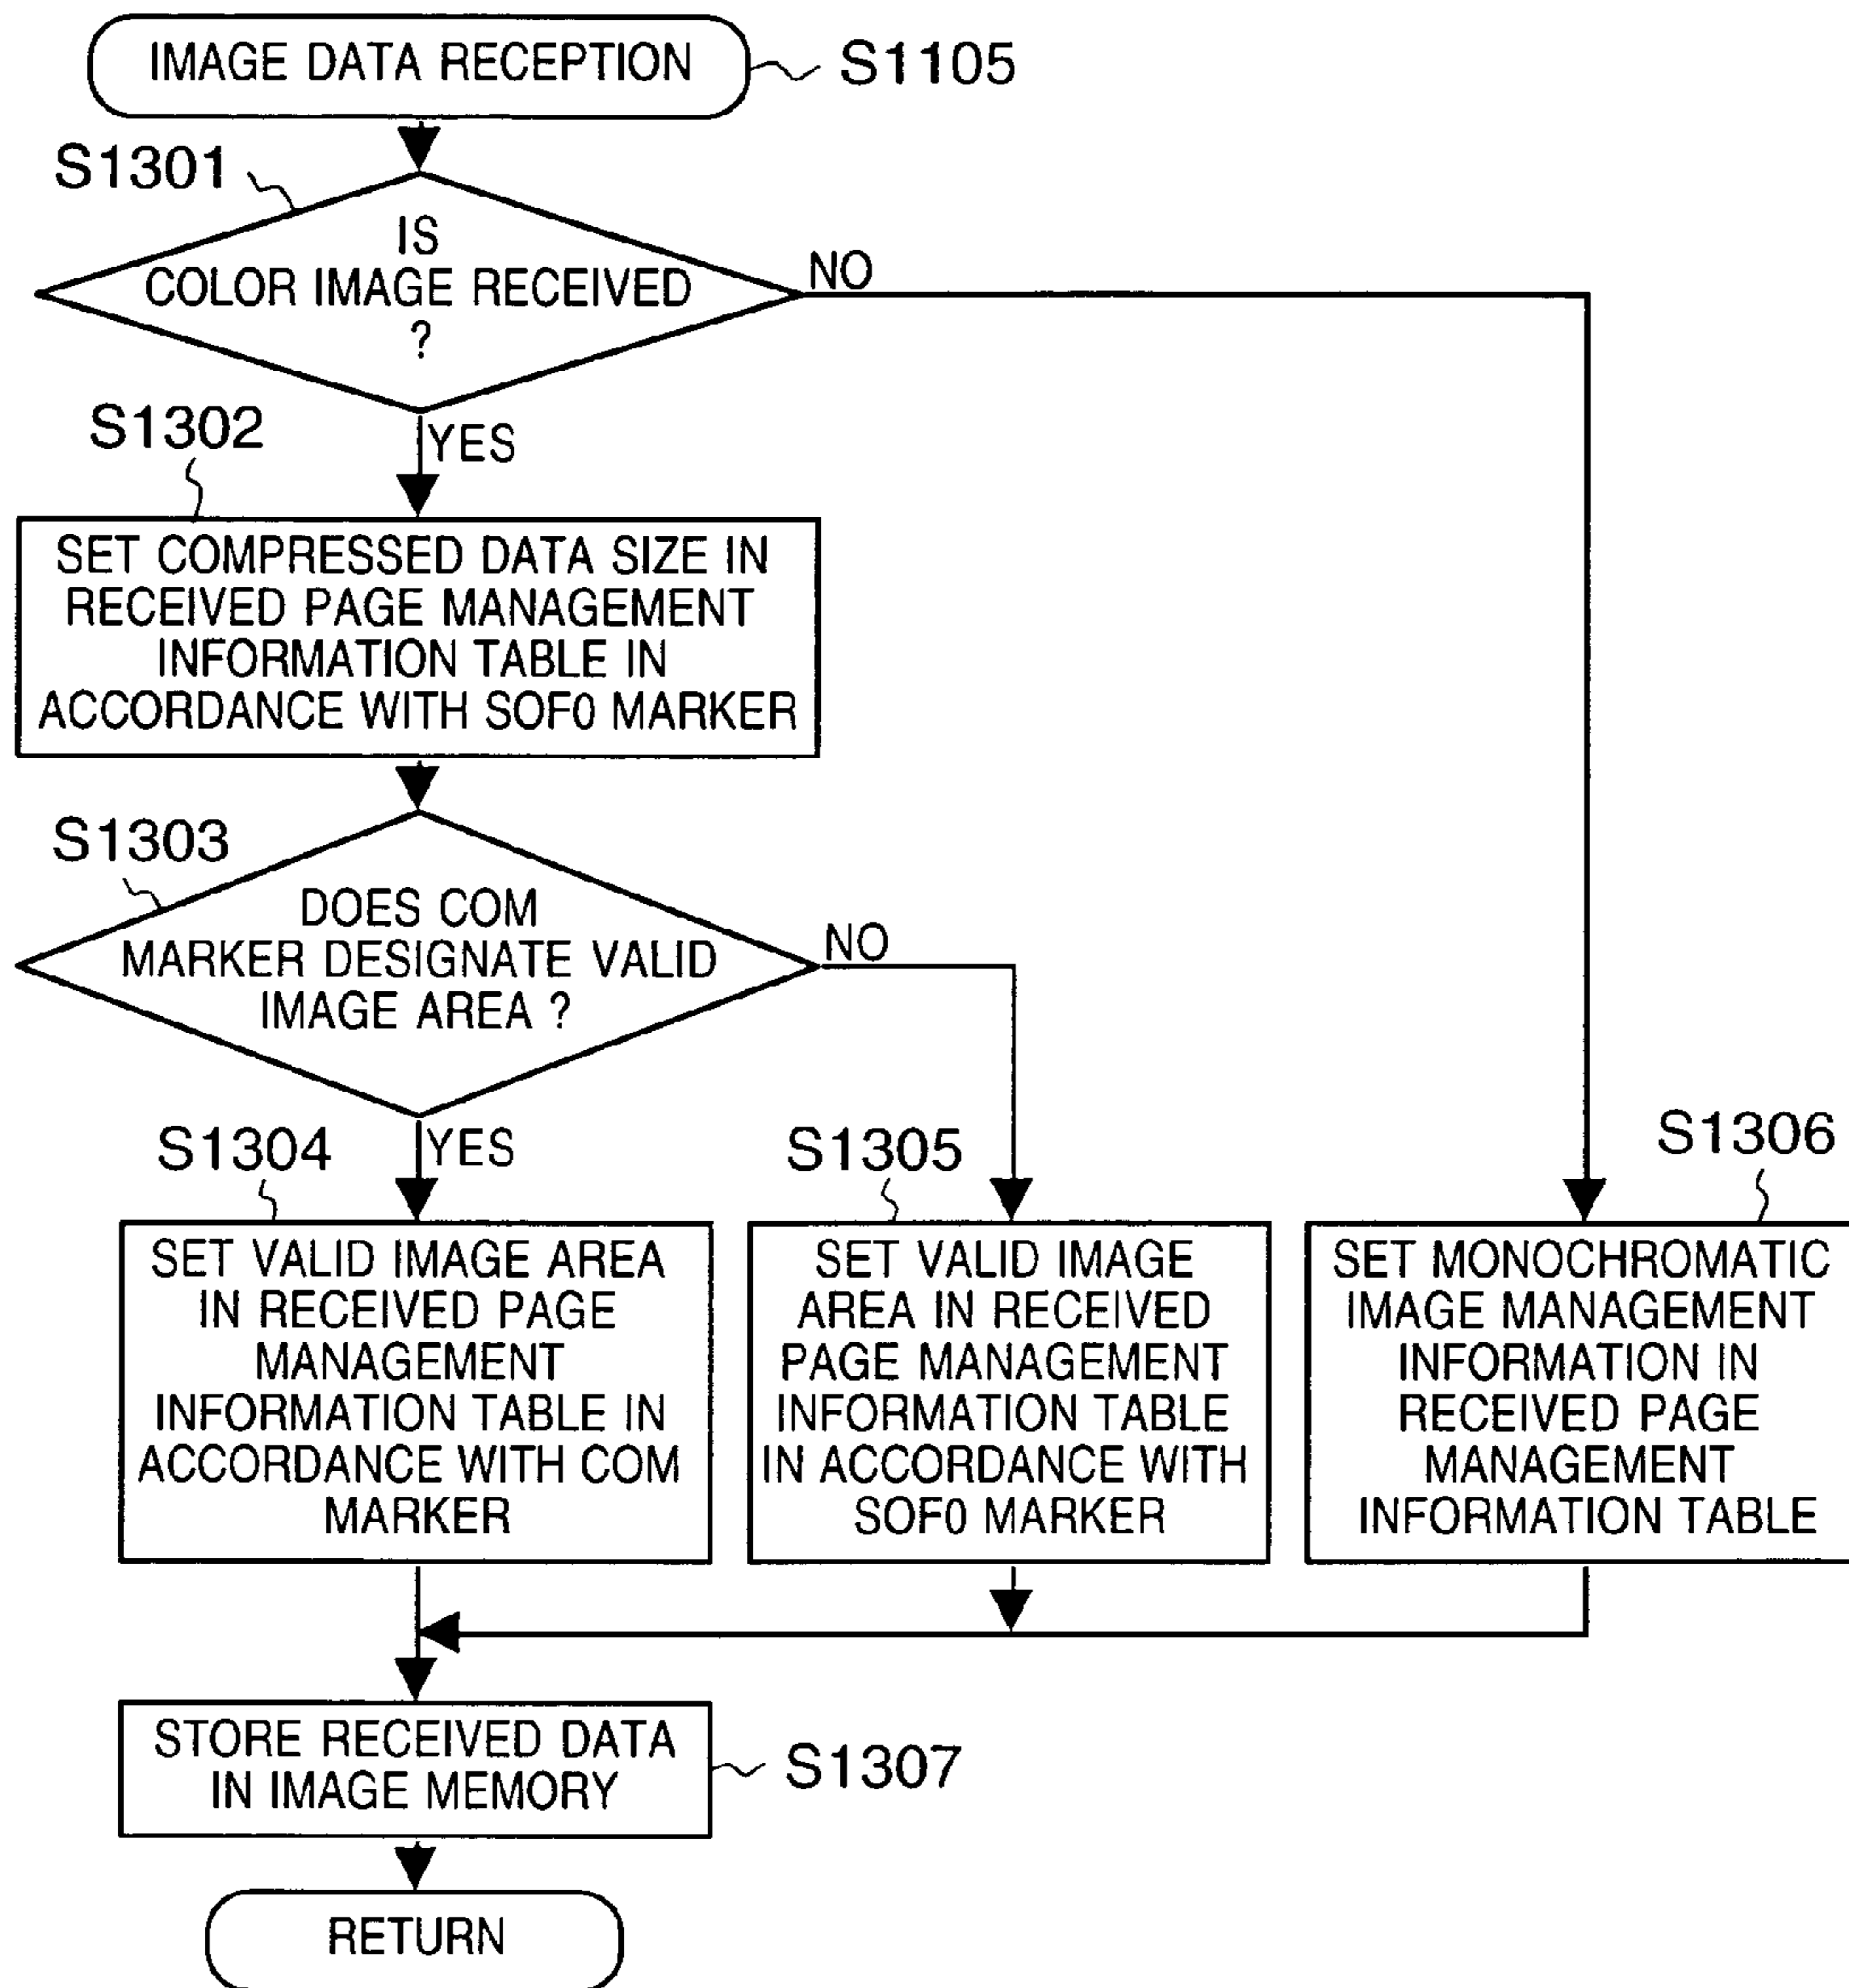 IMAGE DATA RECEPTION
S1105
S1301
IS
COLOR IMAGE RECEIVED
?
NO
YES
S1302
SET COMPRESSED DATA SIZE IN
RECEIVED PAGE MANAGEMENT
INFORMATION TABLE IN
ACCORDANCE WITH SOF0 MARKER
S1303
DOES COM
MARKER DESIGNATE VALID
IMAGE AREA ?
NO
YES
S1304
SET VALID IMAGE AREA
IN RECEIVED PAGE
MANAGEMENT
INFORMATION TABLE IN
ACCORDANCE WITH COM
MARKER
S1305
SET VALID IMAGE
AREA IN RECEIVED
PAGE MANAGEMENT
INFORMATION TABLE
IN ACCORDANCE WITH
SOF0 MARKER
S1306
SET MONOCHROMATIC
IMAGE MANAGEMENT
INFORMATION IN
RECEIVED PAGE
MANAGEMENT
INFORMATION TABLE
STORE RECEIVED DATA
IN IMAGE MEMORY
S1307
RETURN